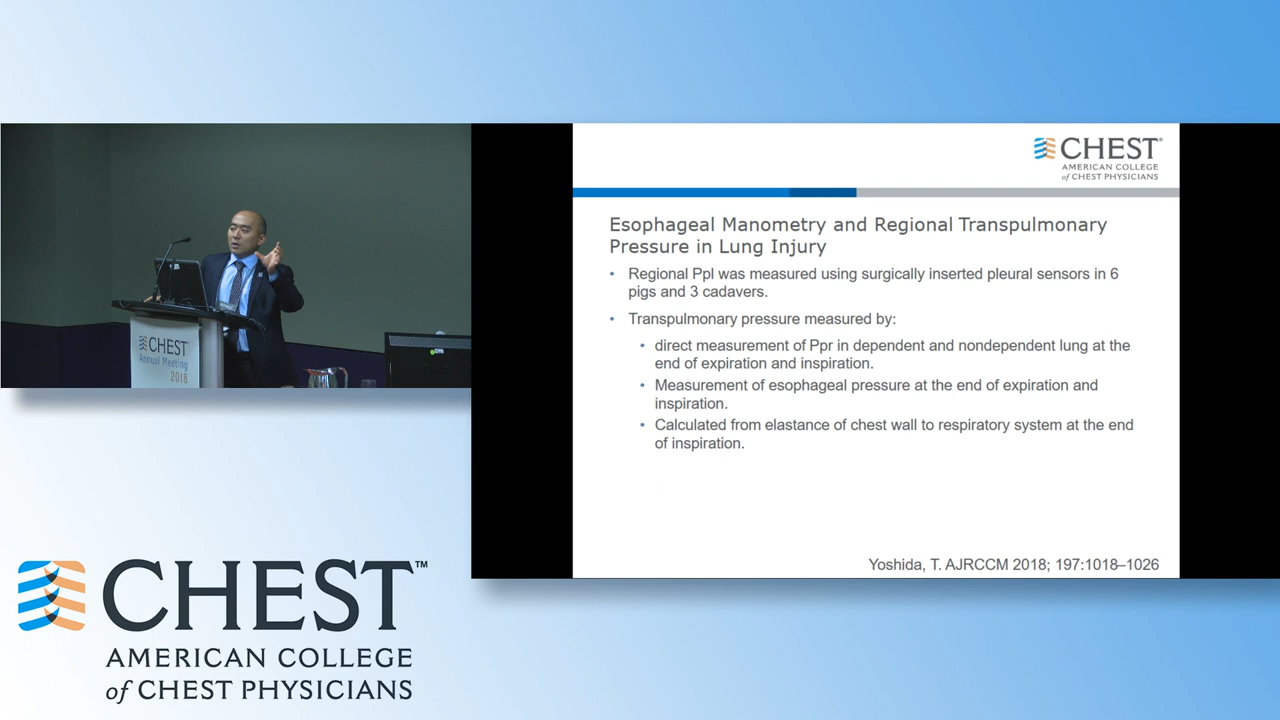 CHEST
Annual Meeting
2018
CHEST™
AMERICAN COLLEGE
of CHEST PHYSICIANS
CHEST®
AMERICAN COLLEGE
of CHEST PHYSICIANS
Esophageal Manometry and Regional Transpulmonary
Pressure in Lung Injury
• Regional Ppl was measured using surgically inserted pleural sensors in 6
pigs and 3 cadavers.
• Transpulmonary pressure measured by:
• direct measurement of Ppr in dependent and nondependent lung at the
end of expiration and inspiration.
• Measurement of esophageal pressure at the end of expiration and
inspiration.
• Calculated from elastance of chest wall to respiratory system at the end
of inspiration.
Yoshida, T. AJRCCM 2018; 197:1018–1026